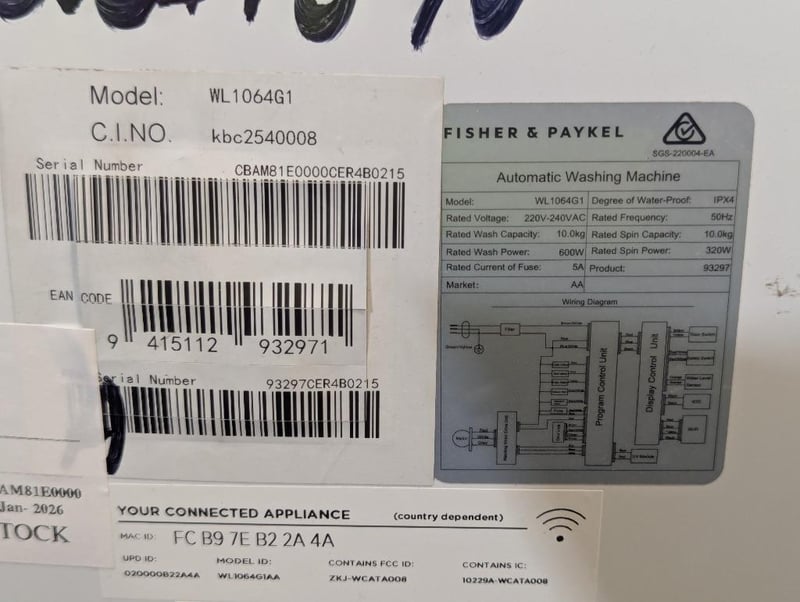 Model: WL1064G1
C.I.NO. kbc2540008
Serial Number CBAM81E0000CER4B0215
EAN CODE
9 415112 932971
Serial Number 93297CER4B0215
AM81E0000
Jan- 2026
TOCK
FISHER & PAYKEL
SGS-220004-EA
Automatic Washing Machine
Model: WL1064G1 Degree of Water-Proof: IPX4
Rated Voltage: 220V-240VAC Rated Frequency: 50Hz
Rated Wash Capacity: 10.0kg Rated Spin Capacity: 10.0kg
Rated Wash Power: 600W Rated Spin Power: 320W
Rated Current of Fuse: 5A Product: 93297
Market: AA
Wiring Diagram
Filter
Program Control Unit
Display Control Unit
UV Module
YOUR CONNECTED APPLIANCE (country dependent)
MAC ID: FC B9 7E B2 2A 4A
UPD ID: MODEL ID: CONTAINS FCC ID: CONTAINS IC:
020000B22A4A WL1064G1AA ZKJ-WCATA008 10229A-WCATA008